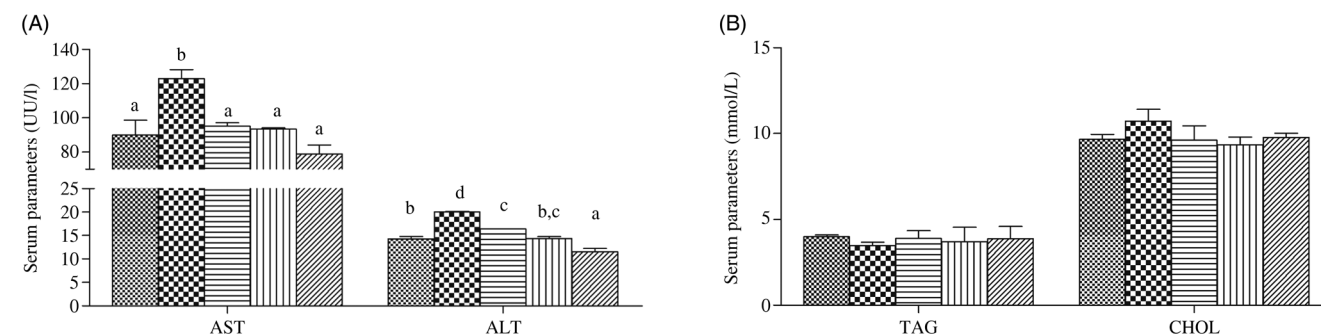 (A)
Serum parameters (UU/l)
140
120
100
80
25
20
15
10
5
0
a
b
a
a
a
b
d
c
b,c
a
AST
ALT
(B)
Serum parameters (mmol/L)
15
10
5
0
TAG
CHOL